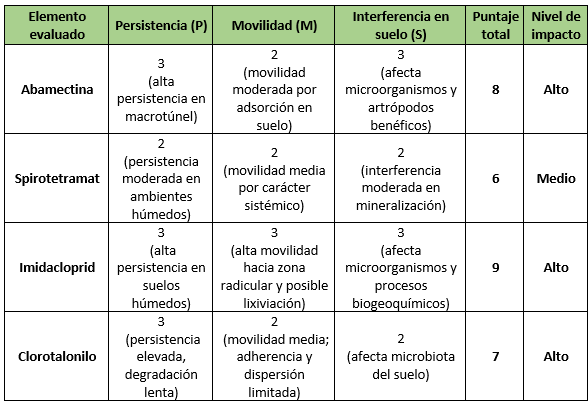 Elemento evaluado
Persistencia (P)
Movilidad (M)
Interferencia en suelo (S)
Puntaje total
Nivel de impacto
Abamectina
3
(alta
persistencia en
macrotúnel)
2
(movilidad
moderada por
adsorción en
suelo)
3
(afecta
microorganismos y
artrópodos
benéficos)
8
Alto
Spirotetramat
2
(persistencia
moderada en
ambientes
húmedos)
2
(movilidad media
por carácter
sistémico)
2
(interferencia
moderada en
mineralización)
6
Medio
Imidacloprid
3
(alta
persistencia en
suelos
húmedos)
3
(alta movilidad
hacia zona
radicular y posible
lixiviación)
3
(afecta
microorganismos y
procesos
biogeoquímicos)
9
Alto
Clorotalonilo
3
(persistencia
elevada,
degradación
lenta)
2
(movilidad media;
adherencia y
dispersión
limitada)
2
(afecta microbiota
del suelo)
7
Alto